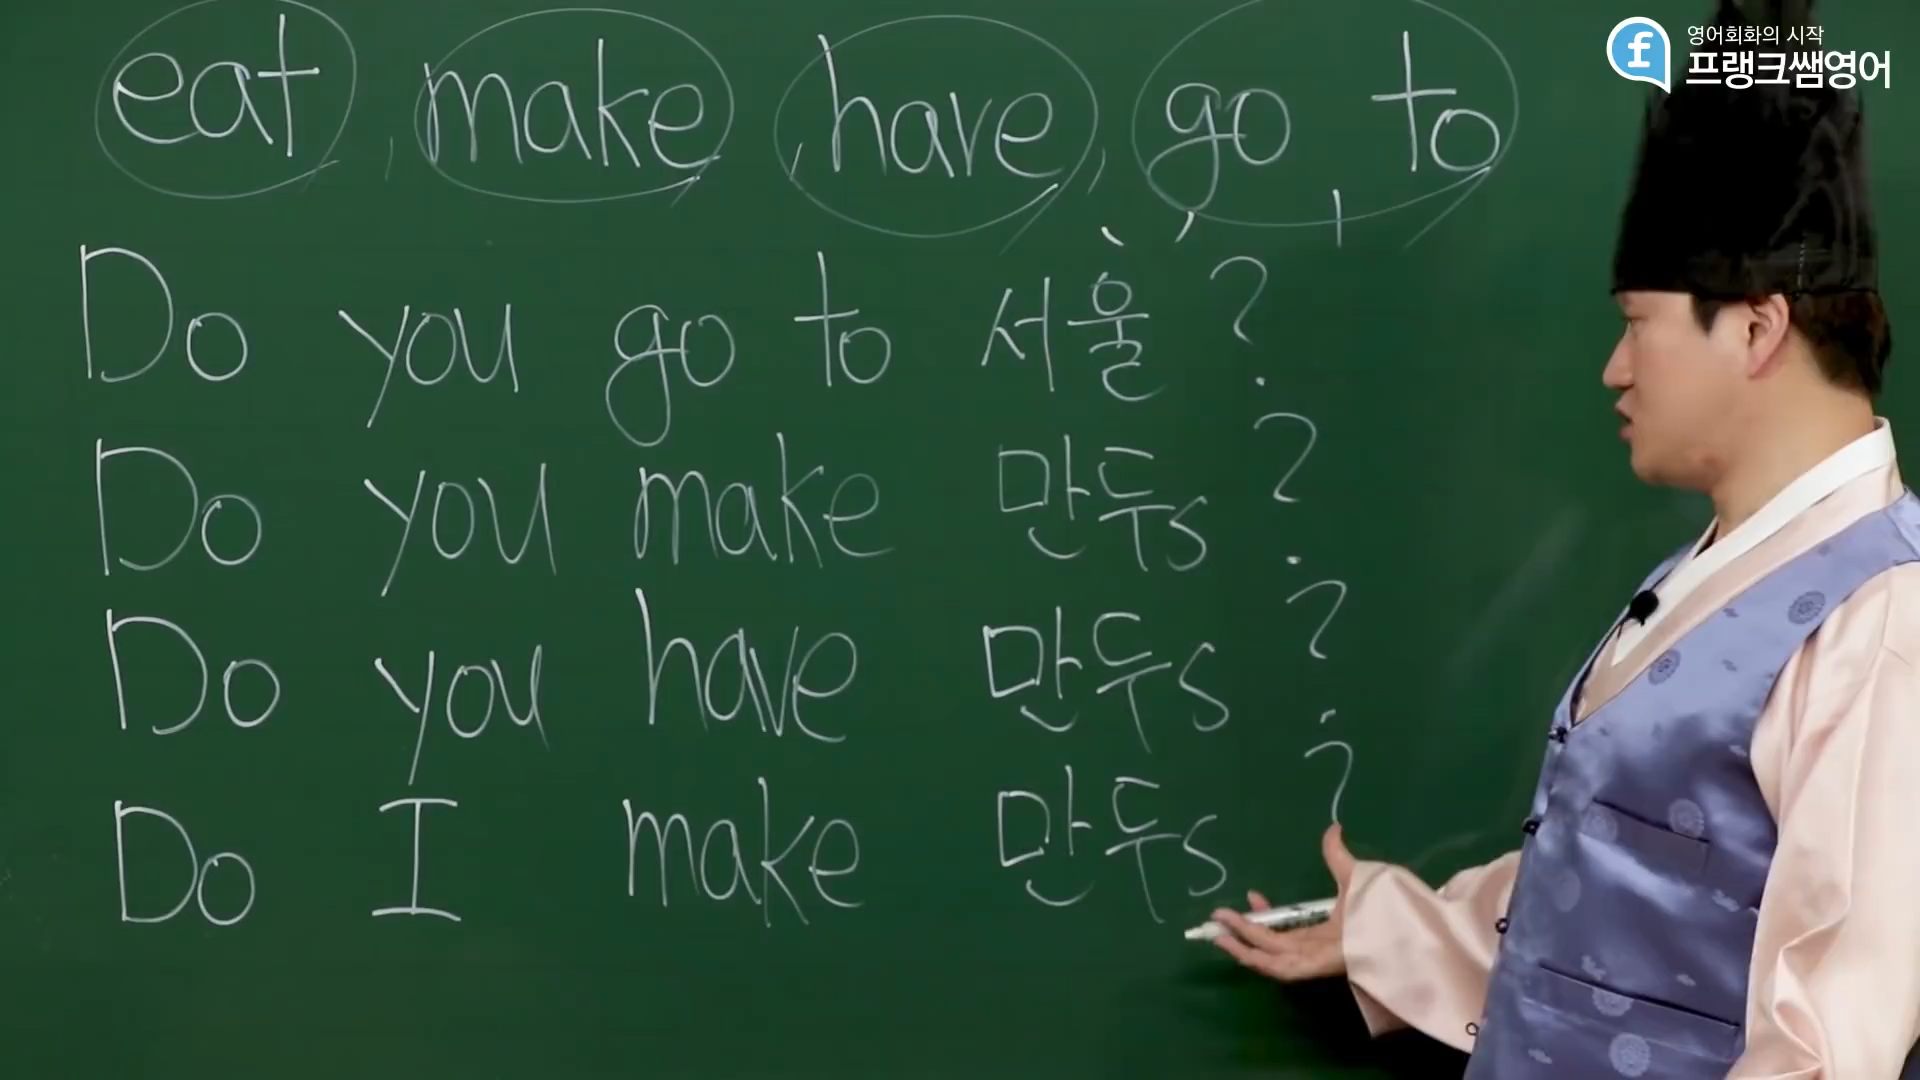 영어회화의 시작
프랭크쌤영어
eat, make, have, go to
Do you go to 서울?
Do you make 만두s?
Do you have 만두s?
Do I make 만두s?